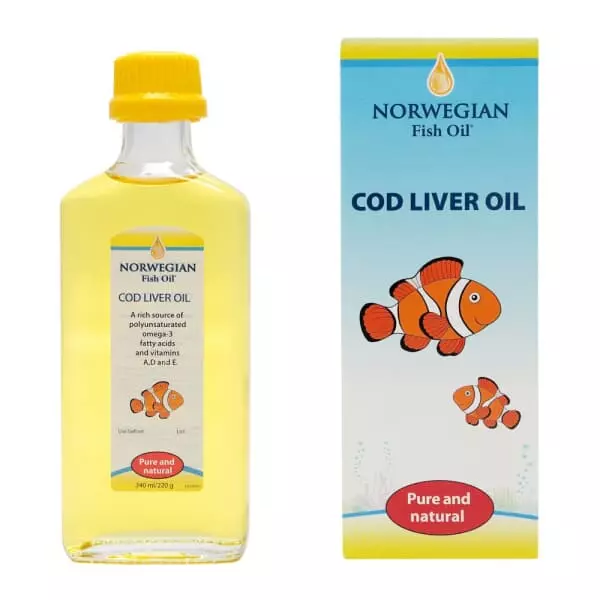 NORWEGIAN
Fish Oil®
COD LIVER OIL
A rich source of
polyunsaturated
omega-3
fatty acids
and vitamins
A,D and E.
Use before: Lot:
Pure and
natural
240 ml/220 g
NORWEGIAN
Fish Oil®
COD LIVER OIL
Pure and
natural